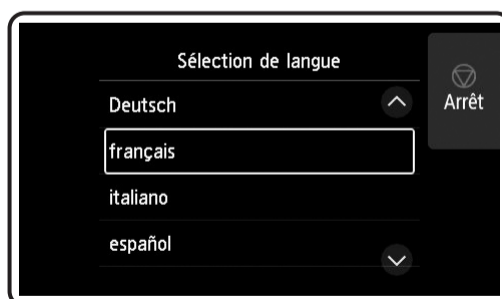 Sélection de langue
Deutsch
Arrêt
français
italiano
español